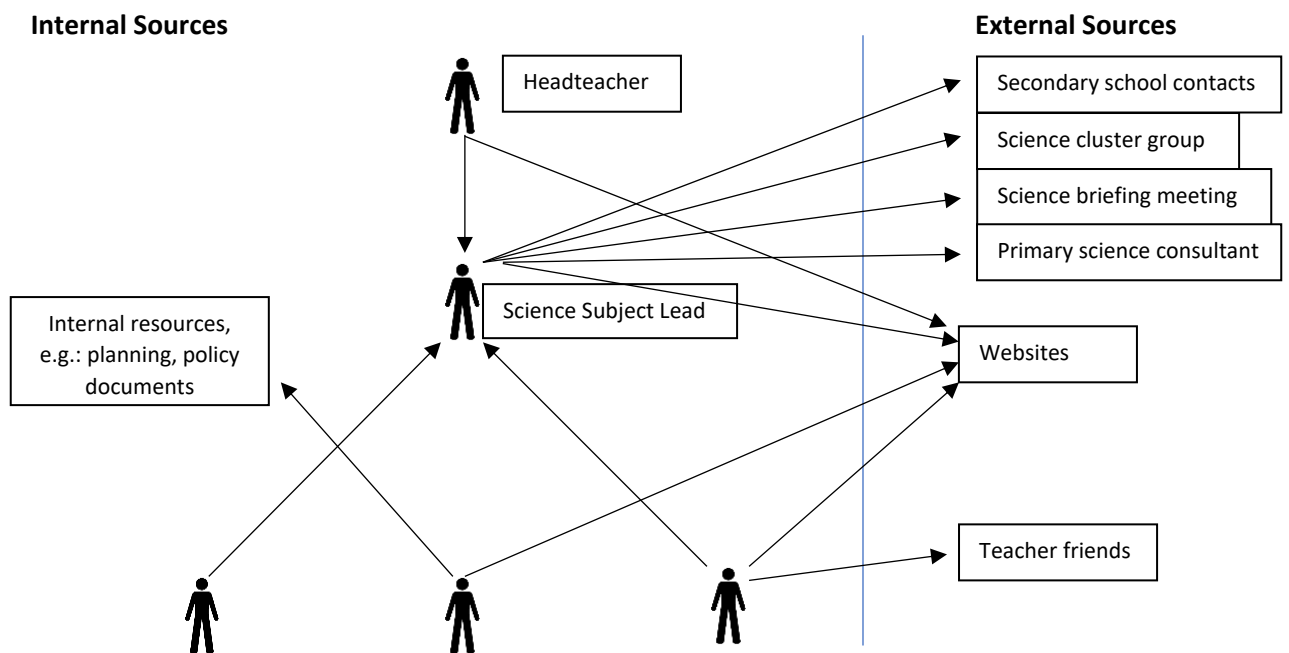 Internal Sources
External Sources
Headteacher
Secondary school contacts
Science cluster group
Science briefing meeting
Primary science consultant
Science Subject Lead
Internal resources,
e.g.: planning, policy
documents
Websites
Teacher friends